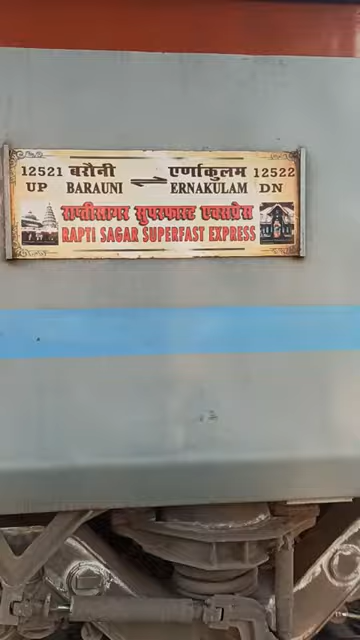 12521 बरौनी एर्णाकुलम 12522
UP BARAUNI ERNAKULAM DN
राप्तीसागर सुपरफास्ट एक्सप्रेस
RAPTI SAGAR SUPERFAST EXPRESS